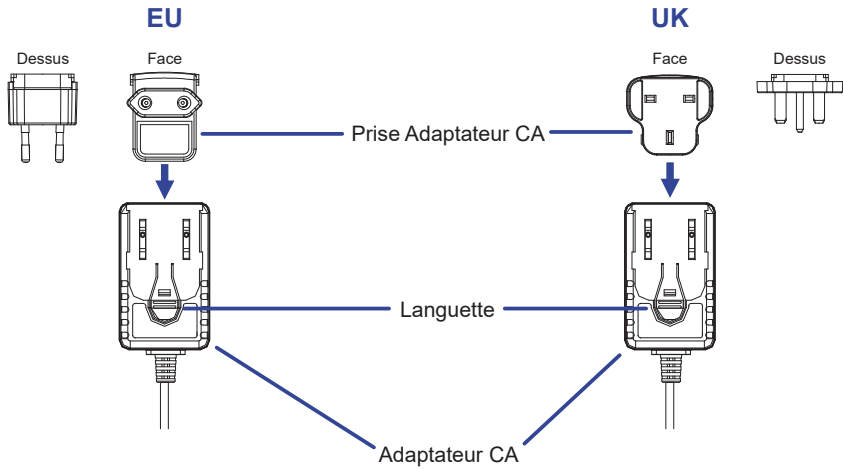 EU
UK
Dessus
Face
Face
Dessus
Prise Adaptateur CA
Languette
Adaptateur CA